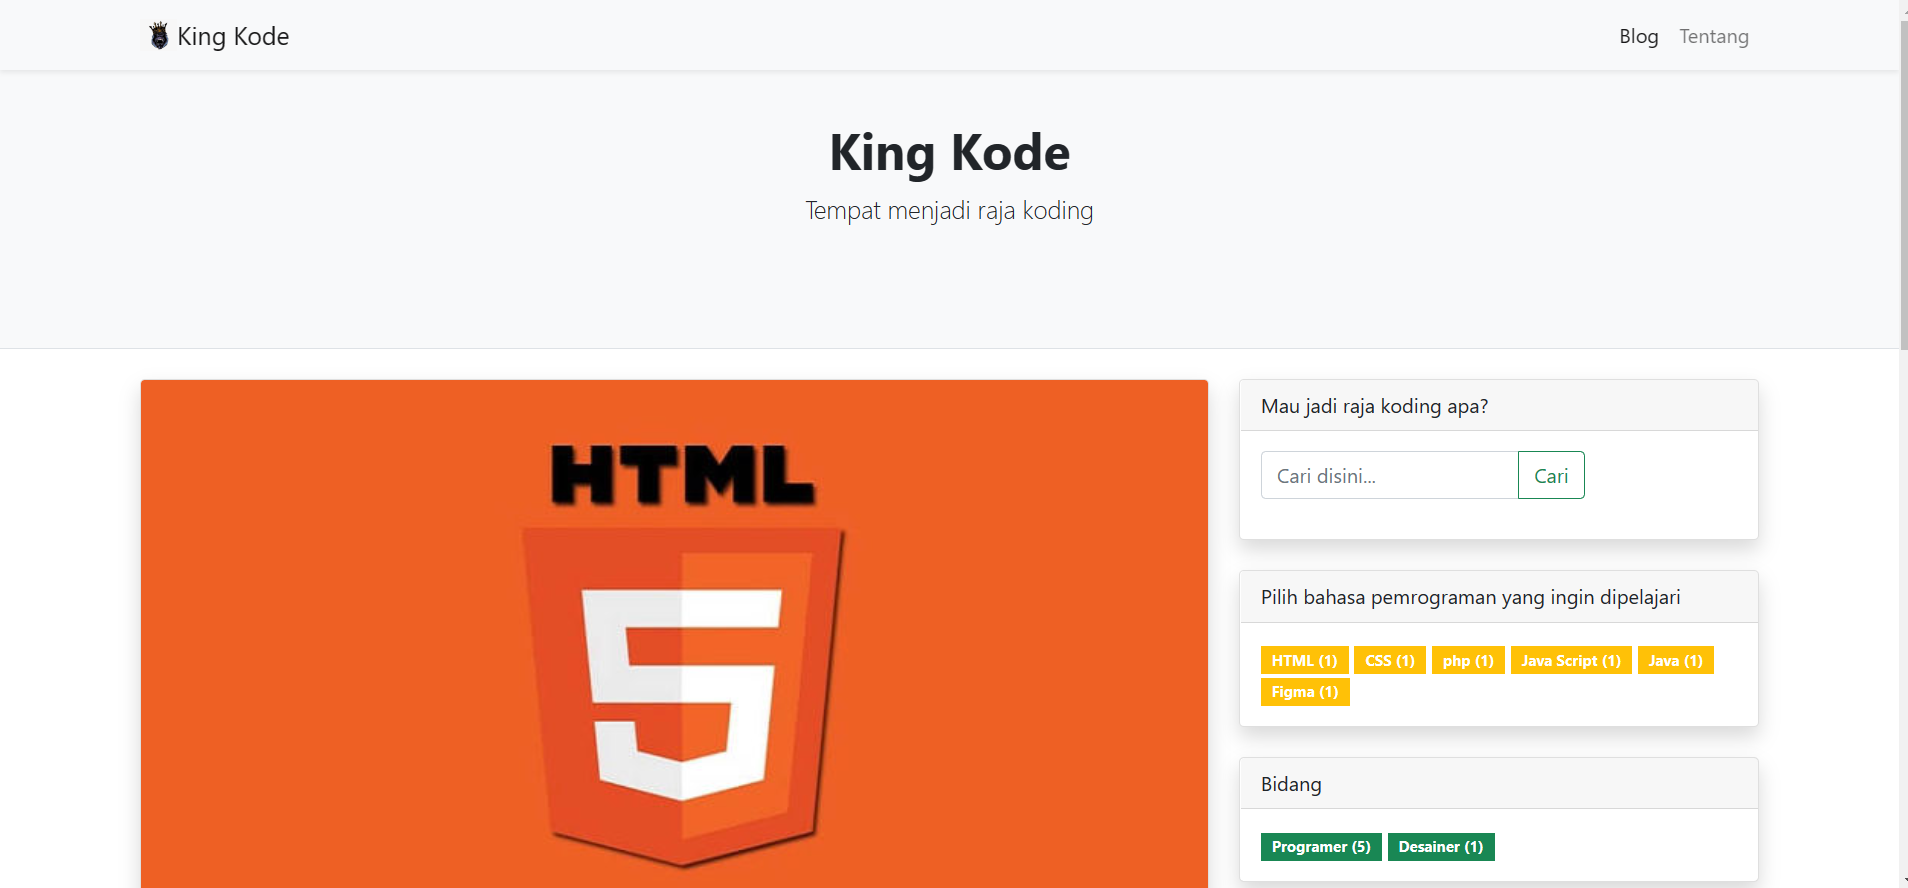 King Kode
Blog Tentang
King Kode
Tempat menjadi raja koding
HTML
5
Mau jadi raja koding apa?
Cari disini... Cari
Pilih bahasa pemrograman yang ingin dipelajari
HTML (1) CSS (1) php (1) Java Script (1) Java (1)
Figma (1)
Bidang
Programer (5) Desainer (1)